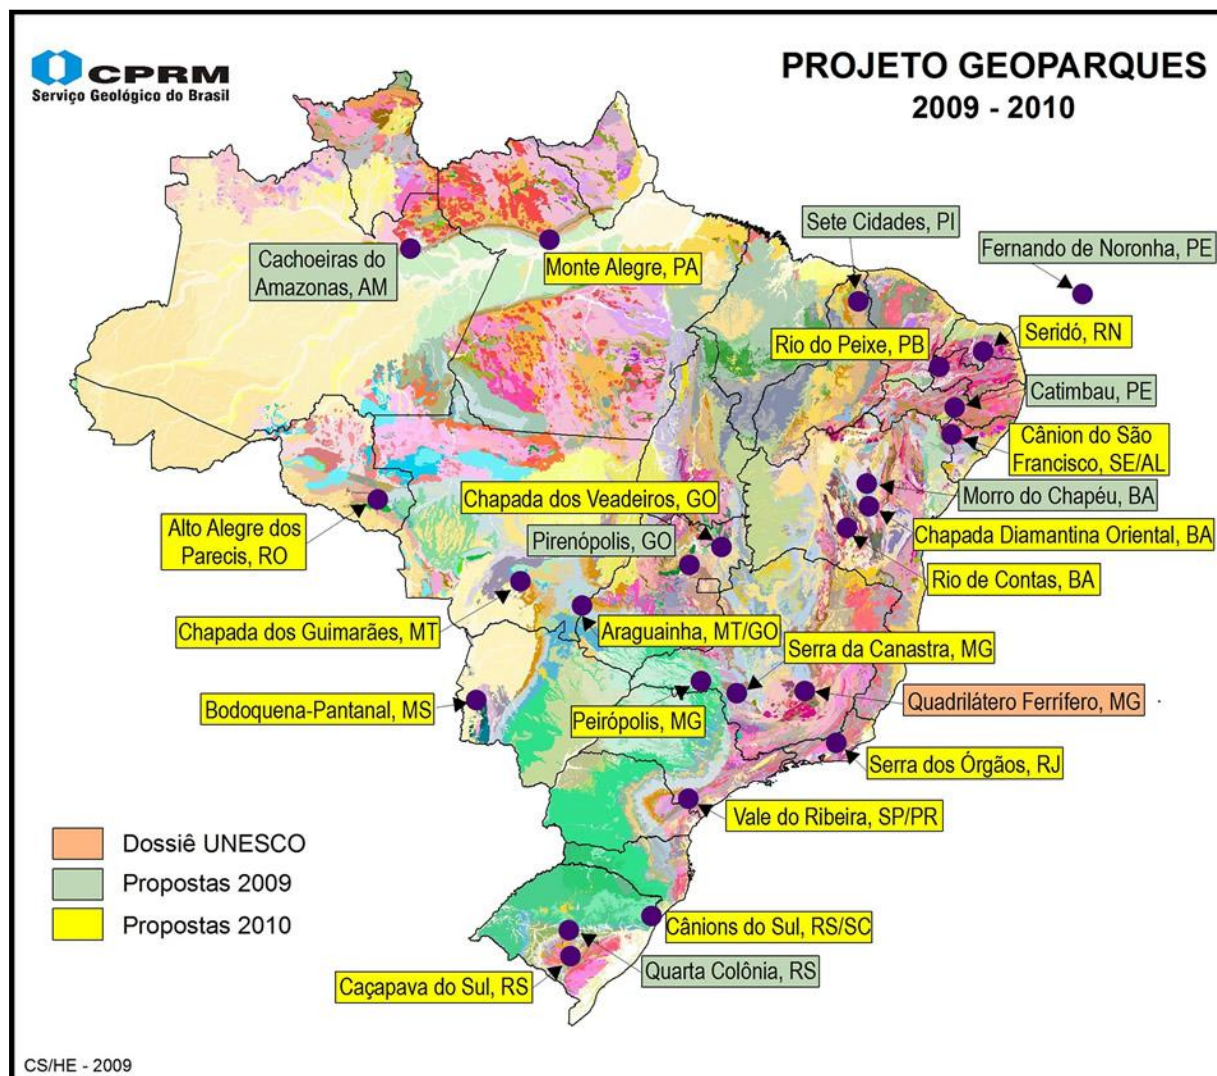 CPRM
Serviço Geológico do Brasil
PROJETO GEOPARQUES
2009 - 2010
Sete Cidades, PI
Fernando de Noronha, PE
Cachoeiras do
Amazonas, AM
Monte Alegre, PA
Rio do Peixe, PB
Seridó, RN
Catimbau, PE
Cânion do São
Francisco, SE/AL
Chapada dos Veadeiros, GO
Morro do Chapéu, BA
Alto Alegre dos
Parecis, RO
Pirenópolis, GO
Chapada Diamantina Oriental, BA
Rio de Contas, BA
Chapada dos Guimarães, MT
Araguainha, MT/GO
Serra da Canastra, MG
Bodoquena-Pantanal, MS
Peirópolis, MG
Quadrilátero Ferrífero, MG
Serra dos Órgãos, RJ
Vale do Ribeira, SP/PR
Dossiê UNESCO
Propostas 2009
Propostas 2010
Cânions do Sul, RS/SC
Quarta Colônia, RS
Caçapava do Sul, RS
CS/HE - 2009